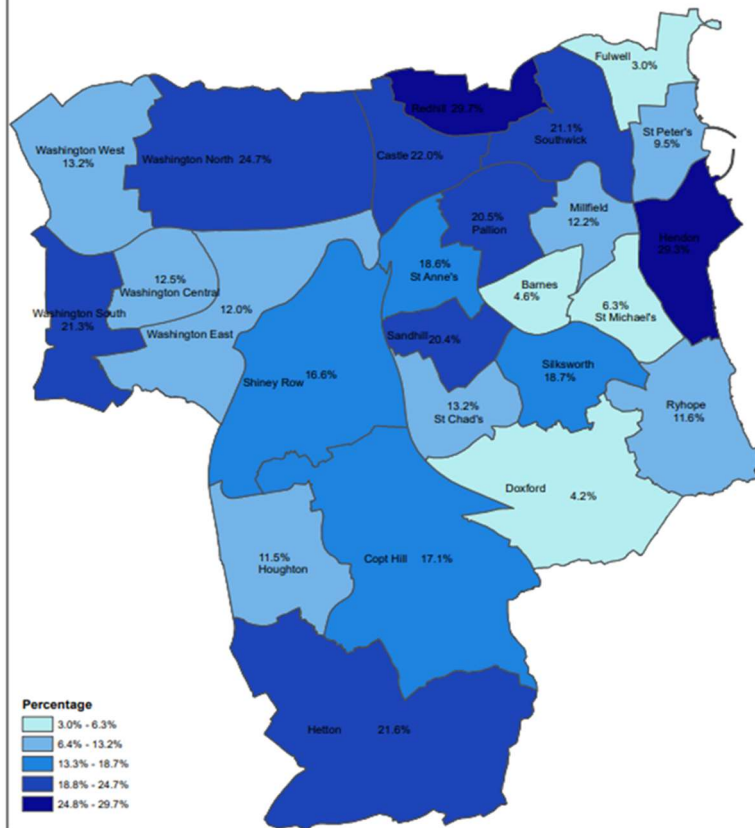 Fulwell
3.0%
Redhill 29.7%
21.1%
Southwick
St Peter's
9.5%
Washington West
13.2%
Washington North 24.7%
Castle 22.0%
Millfield
12.2%
20.5%
Pallion
Hendon
29.3%
18.6%
St Anne's
12.5%
Washington Central
Barnes
4.6%
6.3%
St Michael's
Washington South
21.3%
12.0%
Washington East
Sandhill 20.4%
Silksworth
18.7%
Shiney Row 16.6%
13.2%
St Chad's
Ryhope
11.6%
Doxford 4.2%
11.5%
Houghton
Copt Hill 17.1%
Hetton 21.6%
Percentage
3.0% - 6.3%
6.4% - 13.2%
13.3% - 18.7%
18.8% - 24.7%
24.8% - 29.7%